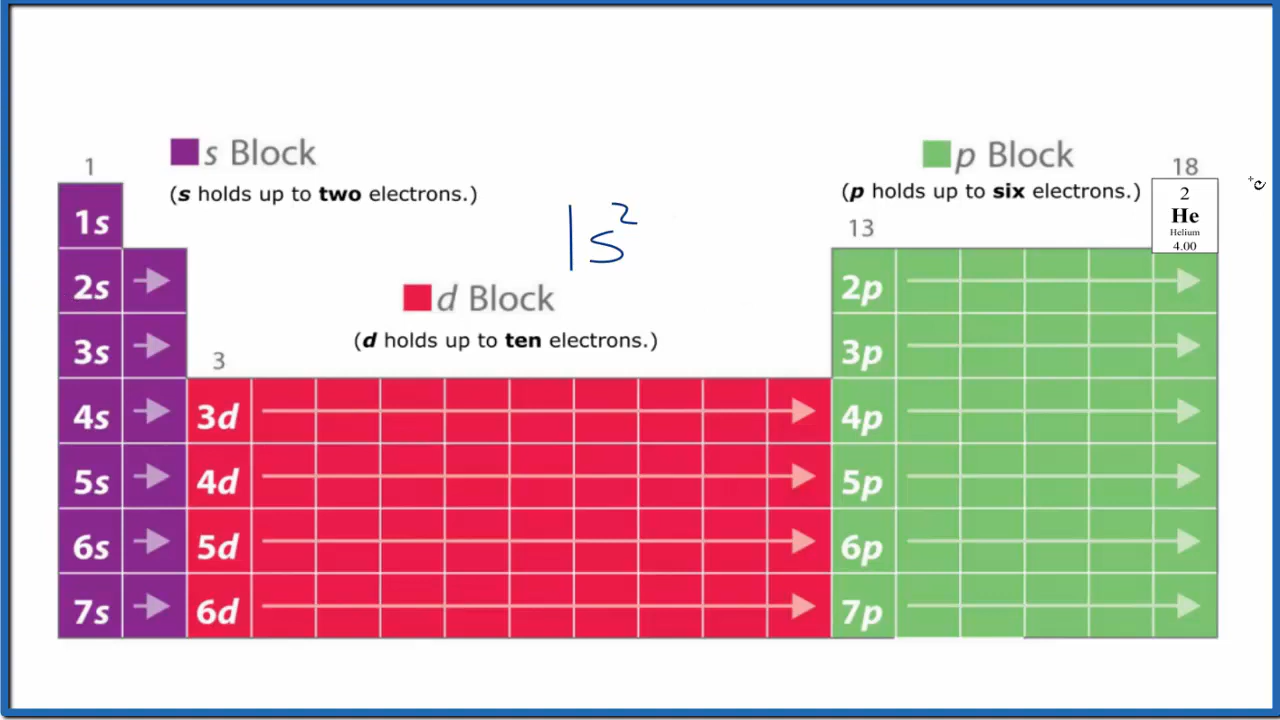 s Block
p Block
1
18
(s holds up to two electrons.)
(p holds up to six electrons.)
2
He
Helium
4.00
1s
1s²
13
2s
2p
d Block
(d holds up to ten electrons.)
3s
3
3p
4s 3d 4p
5s 4d 5p
6s 5d 6p
7s 6d 7p